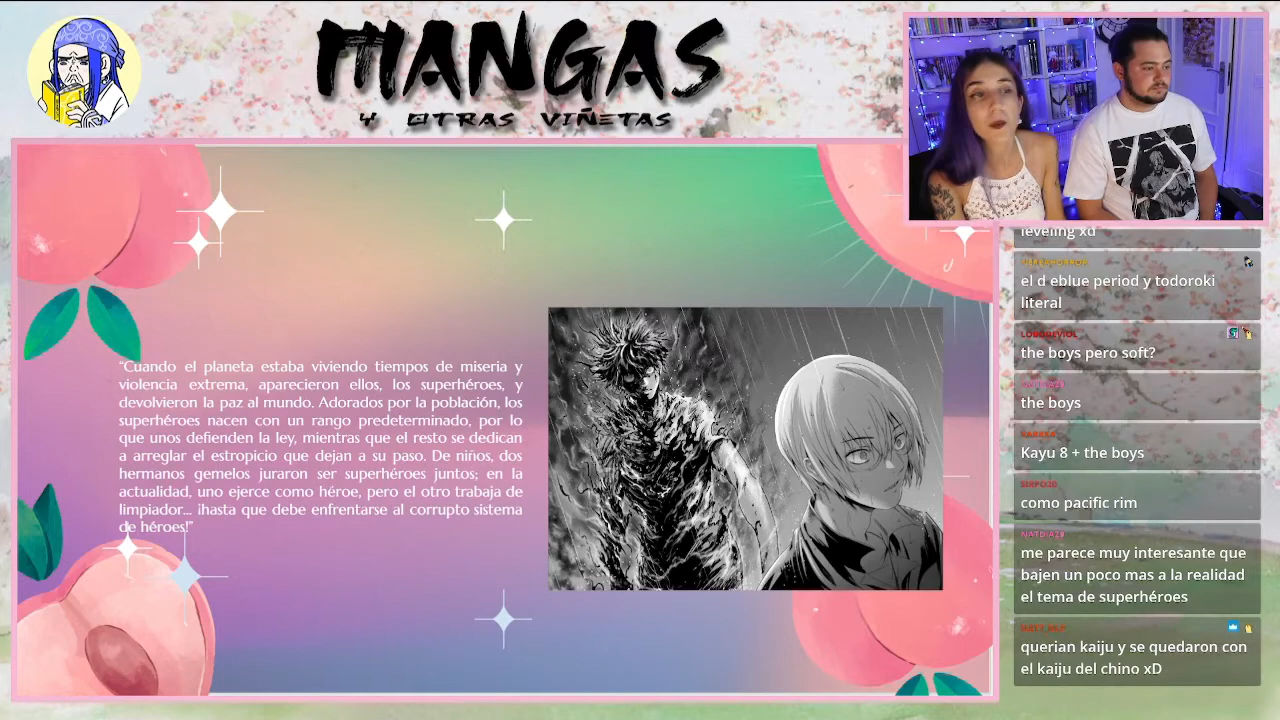 MANGAS
Y OTRAS VIÑETAS
“Cuando el planeta estaba viviendo tiempos de miseria y
violencia extrema, aparecieron ellos, los superhéroes, y
devolvieron la paz al mundo. Adorados por la población, los
superhéroes nacen con un rango predeterminado, por lo
que unos defienden la ley, mientras que el resto se dedican
a arreglar el estropicio que dejan a su paso. De niños, dos
hermanos gemelos juraron ser superhéroes juntos; en la
actualidad, uno ejerce como héroe, pero el otro trabaja de
limpiador... ¡hasta que debe enfrentarse al corrupto sistema
de héroes!”
leveling xd
el d eblue period y todoroki
literal
the boys pero soft?
the boys
Kayu 8 + the boys
como pacific rim
NATDIAZ9
me parece muy interesante que
bajen un poco mas a la realidad
el tema de superhéroes
querian kaiju y se quedaron con
el kaiju del chino xD